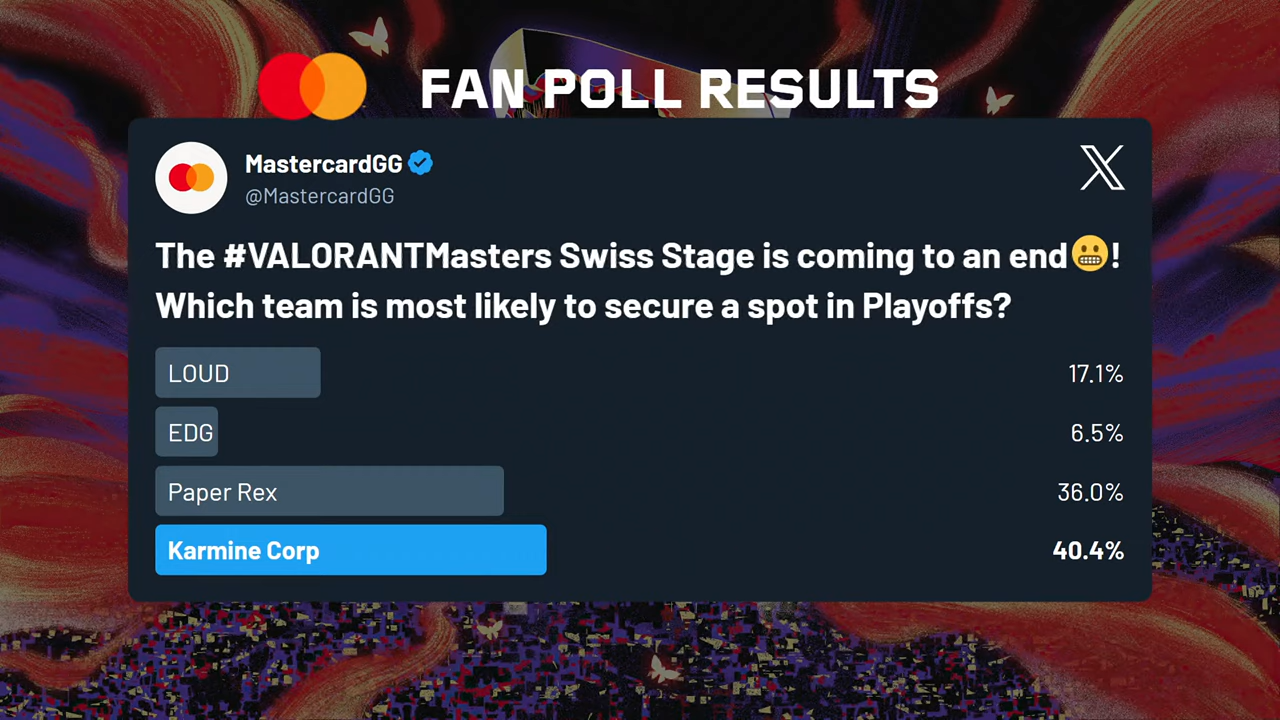 FAN POLL RESULTS
MastercardGG
@MastercardGG
The #VALORANTMasters Swiss Stage is coming to an end😬!
Which team is most likely to secure a spot in Playoffs?
LOUD 17.1%
EDG 6.5%
Paper Rex 36.0%
Karmine Corp 40.4%